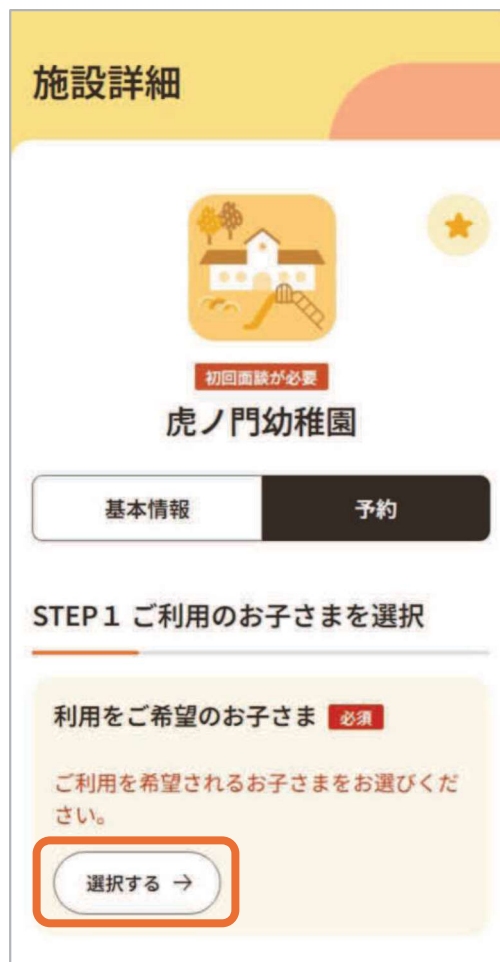 施設詳細
初回面談が必要
虎ノ門幼稚園
基本情報
予約
STEP１ ご利用のお子さまを選択
利用をご希望のお子さま 必須
ご利用を希望されるお子さまをお選びくだ
さい。
選択する →